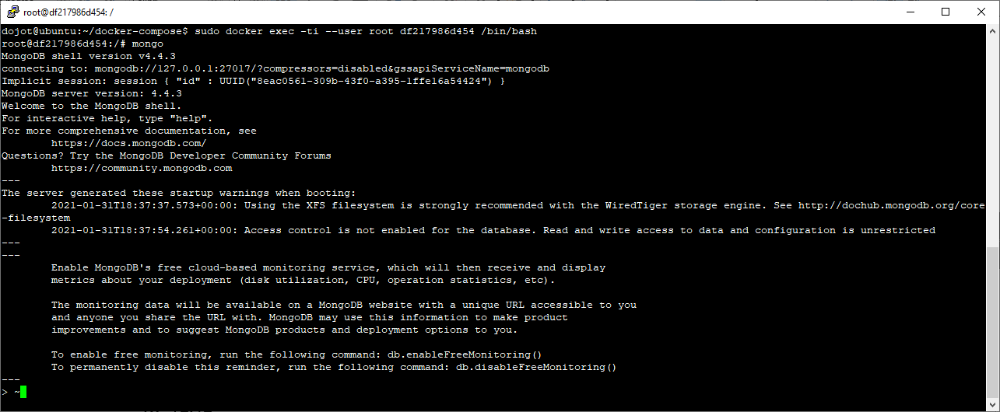 root@df217986d454: /
dojot@ubuntu:~/docker-compose$ sudo docker exec -ti --user root df217986d454 /bin/bash
root@df217986d454:/# mongo
MongoDB shell version v4.4.3
connecting to: mongodb://127.0.0.1:27017/?compressors=disabled&gssapiServiceName=mongodb
Implicit session: session { "id" : UUID("8eac0561-309b-43f0-a395-1ffe16a54424") }
MongoDB server version: 4.4.3
Welcome to the MongoDB shell.
For interactive help, type "help".
For more comprehensive documentation, see
        https://docs.mongodb.com/
Questions? Try the MongoDB Developer Community Forums
        https://community.mongodb.com
---
The server generated these startup warnings when booting:
        2021-01-31T18:37:37.573+00:00: Using the XFS filesystem is strongly recommended with the WiredTiger storage engine. See http://dochub.mongodb.org/core
-filesystem
        2021-01-31T18:37:54.261+00:00: Access control is not enabled for the database. Read and write access to data and configuration is unrestricted
---
---
        Enable MongoDB's free cloud-based monitoring service, which will then receive and display
        metrics about your deployment (disk utilization, CPU, operation statistics, etc).

        The monitoring data will be available on a MongoDB website with a unique URL accessible to you
        and anyone you share the URL with. MongoDB may use this information to make product
        improvements and to suggest MongoDB products and deployment options to you.

        To enable free monitoring, run the following command: db.enableFreeMonitoring()
        To permanently disable this reminder, run the following command: db.disableFreeMonitoring()
---
> ~